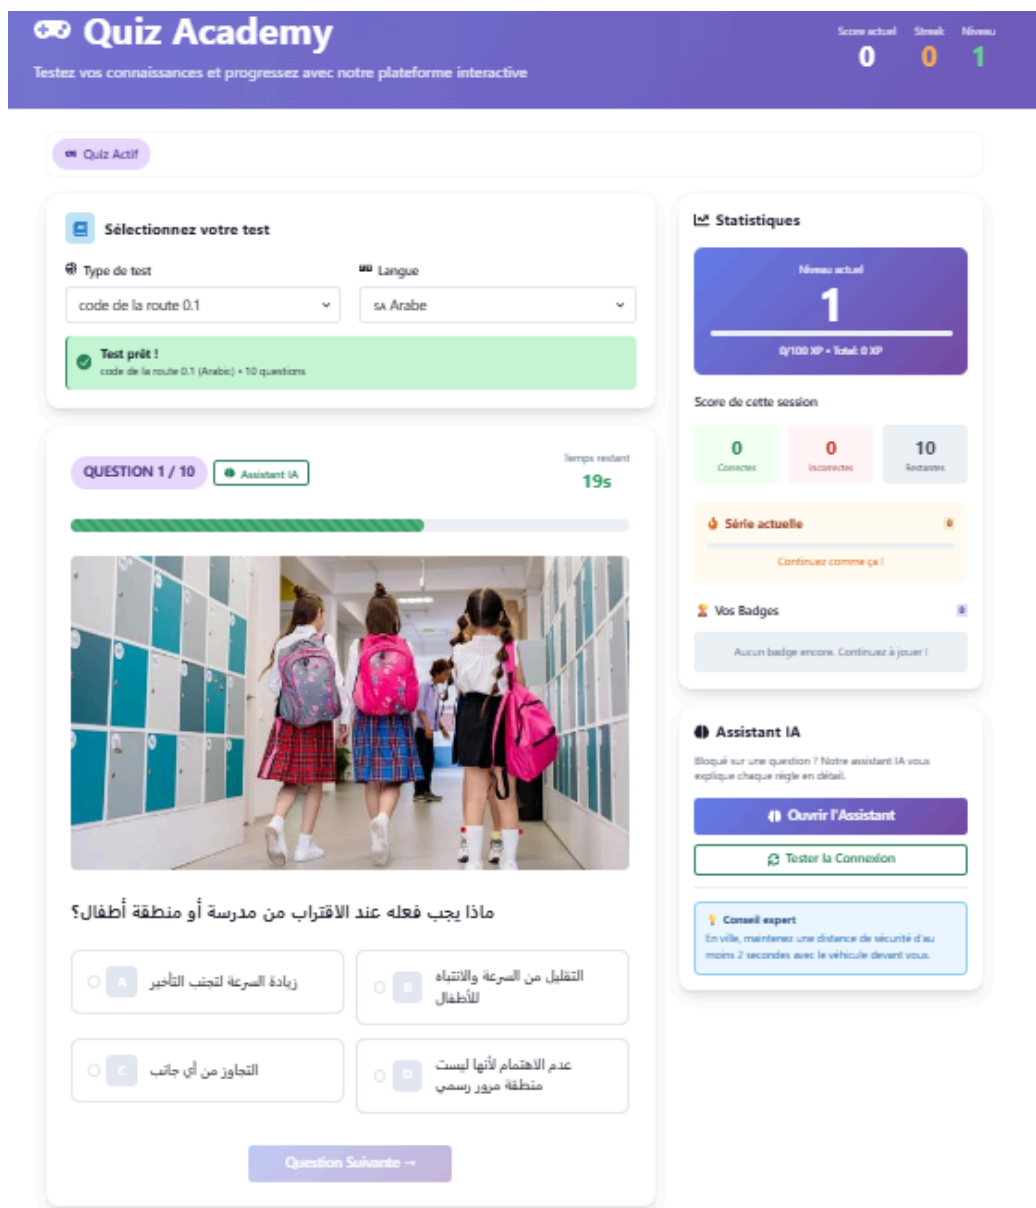 Quiz Academy
Testez vos connaissances et progressez avec notre plateforme interactive
Score actuel
0
Streak
0
Niveau
1
Quiz Actif
Sélectionnez votre test
Type de test
code de la route 0.1
Langue
SA Arabe
Test prêt !
code de la route 0.1 (Arabic) • 10 questions
QUESTION 1 / 10
Assistant IA
Temps restant
19s
ماذا يجب فعله عند الاقتراب من مدرسة أو منطقة أطفال؟
A
زيادة السرعة لتجنب التأخير
B
التقليل من السرعة والانتباه
للأطفال
C
التجاوز من أي جانب
D
عدم الاهتمام لأنها ليست
منطقة مرور رسمي
Question Suivante →
Statistiques
Niveau actuel
1
0/100 XP • Total: 0 XP
Score de cette session
0
Correctes
0
Incorrectes
10
Restantes
Série actuelle
0
Continuez comme ça !
Vos Badges
0
Aucun badge encore. Continuez à jouer !
Assistant IA
Bloqué sur une question ? Notre assistant IA vous
explique chaque règle en détail.
Ouvrir l'Assistant
Tester la Connexion
Conseil expert
En ville, maintenez une distance de sécurité d'au
moins 2 secondes avec le véhicule devant vous.